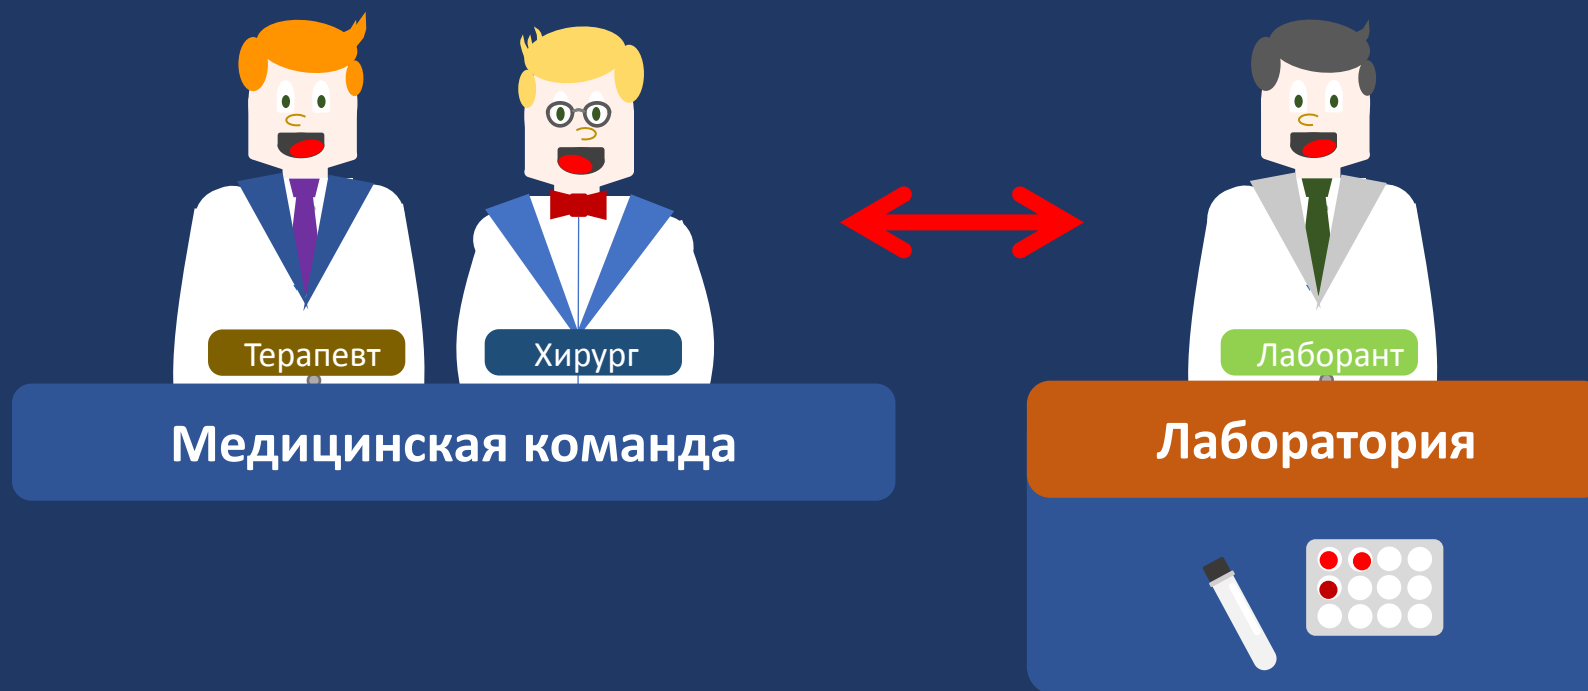 Терапевт
Хирург
Лаборант
Медицинская команда
Лаборатория